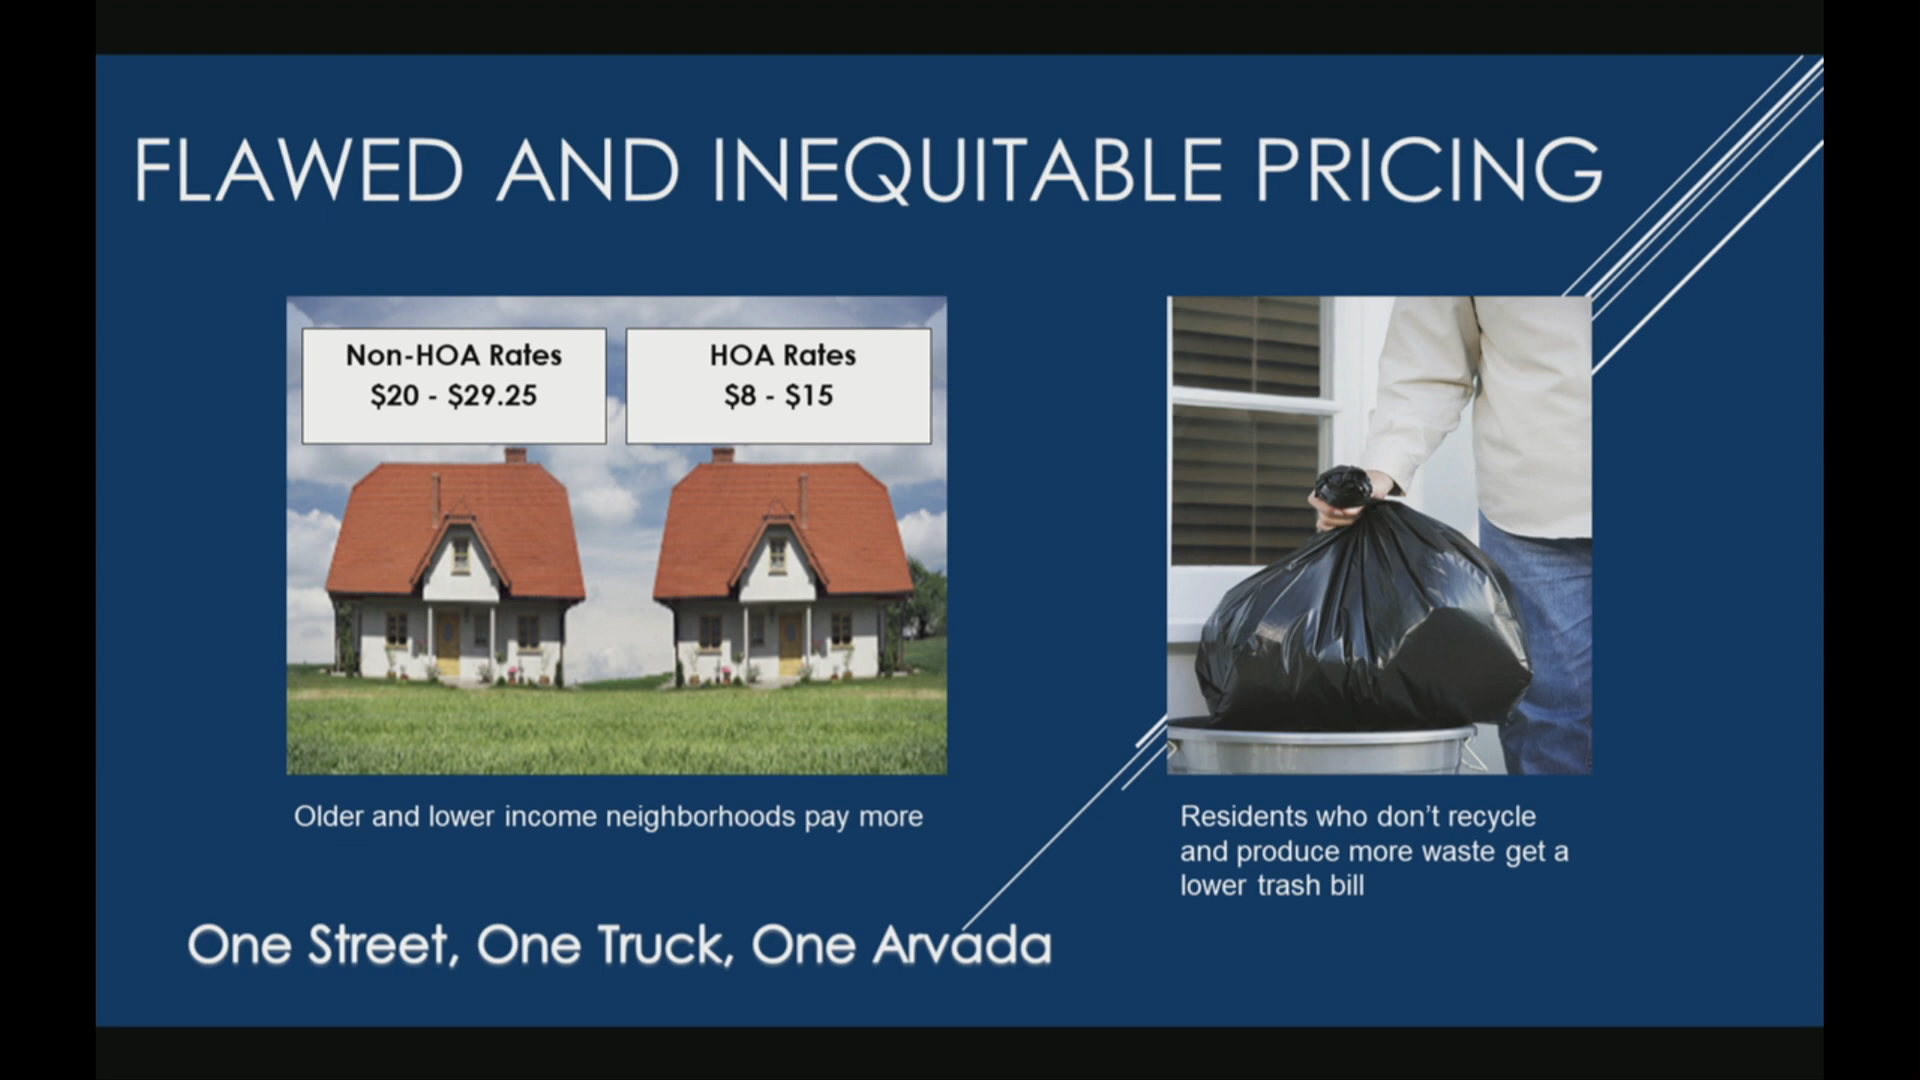 FLAWED AND INEQUITABLE PRICING
Non-HOA Rates
$20 - $29.25
HOA Rates
$8 - $15
Older and lower income neighborhoods pay more
Residents who don’t recycle
and produce more waste get a
lower trash bill
One Street, One Truck, One Arvada